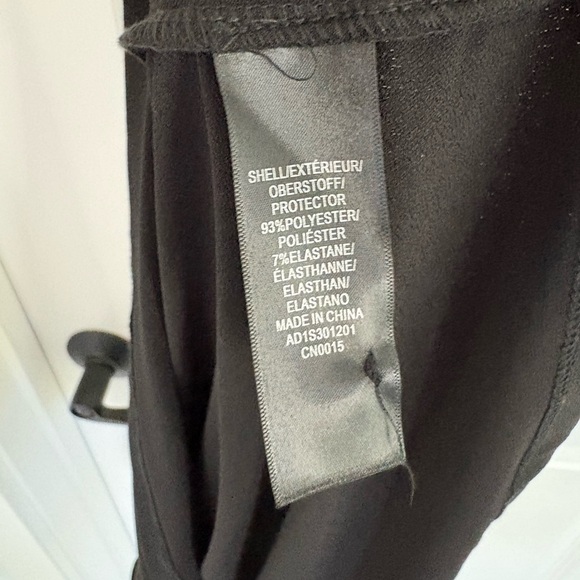 SHELL/EXTÉRIEUR/
OBERSTOFF/
PROTECTOR
93%POLYESTER/
POLIÉSTER
7%ELASTANE/
ÉLASTHANNE/
ELASTHAN/
ELASTANO
MADE IN CHINA
AD1S301201
CN0015